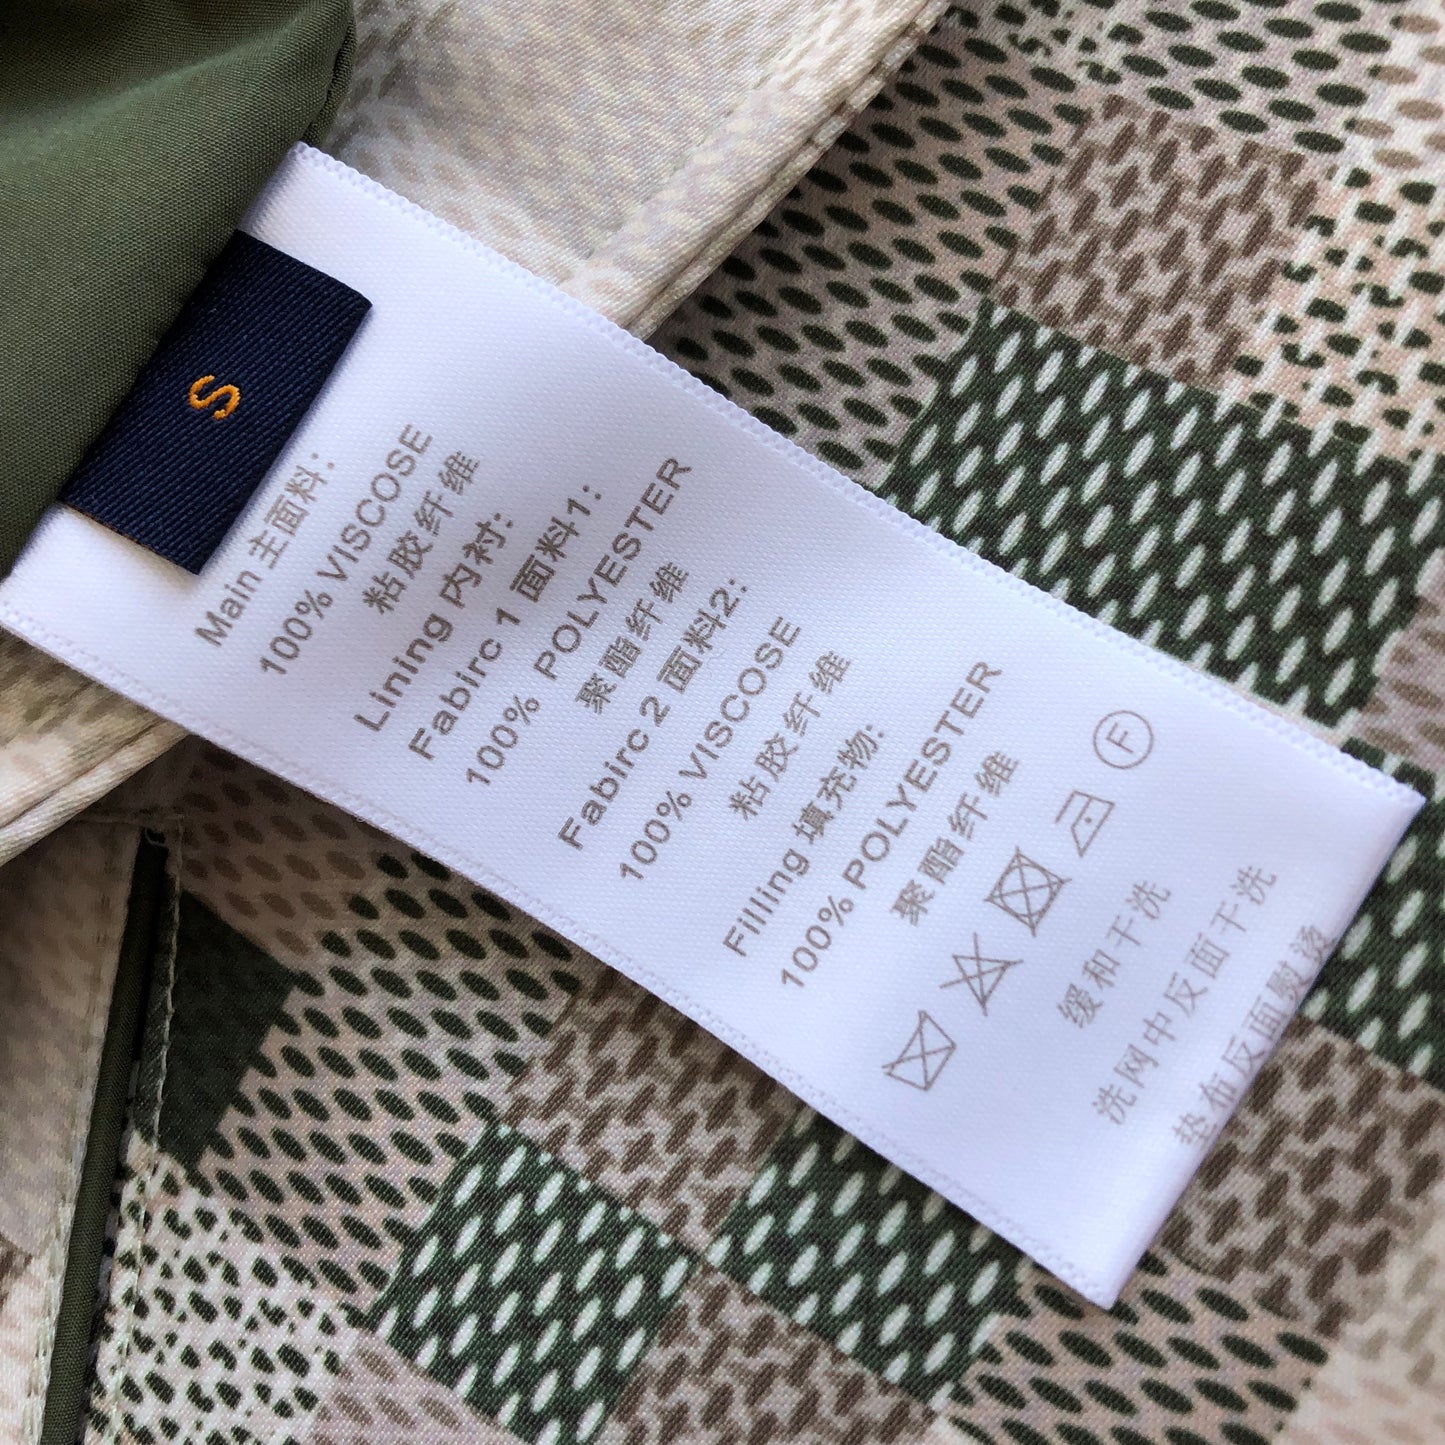 S
Main 主面料:
100% VISCOSE
粘胶纤维
Lining 内衬:
Fabirc 1 面料1:
100% POLYESTER
聚酯纤维
Fabirc 2 面料2:
100% VISCOSE
粘胶纤维
Filling 填充物:
100% POLYESTER
聚酯纤维
F
缓和干洗
洗网中反面干洗
垫布反面熨烫